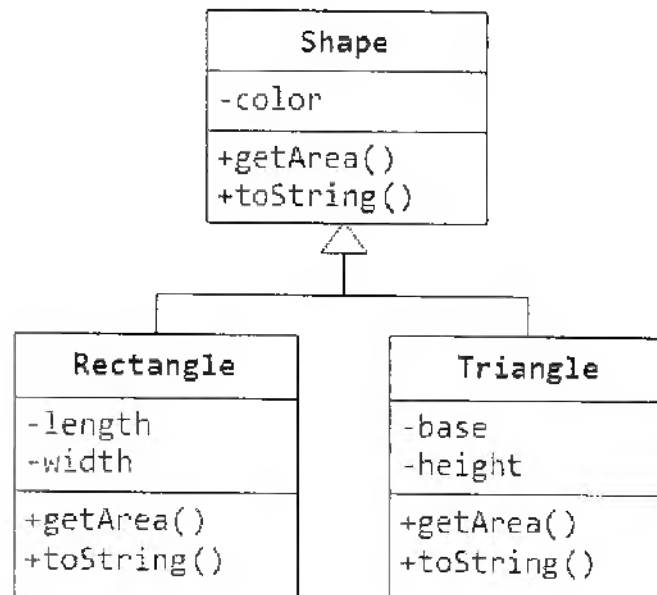 Shape
-color
+getArea()
+toString()
Rectangle
-length
-width
+getArea()
+toString()
Triangle
-base
-height
+getArea()
+toString()